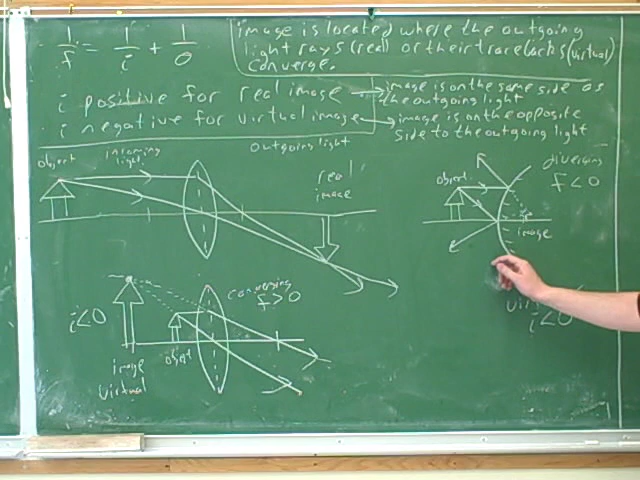 1/f = 1/i + 1/o
image is located where the outgoing
light rays (real) or their trace backs (virtual)
converge.
i positive for real image → image is on the same side as
the outgoing light
i negative for virtual image → image is on the opposite
side to the outgoing light
object
incoming
light
outgoing light
real
image
object
diverging
f<0
image
i<0
i<0
image
virtual
object
converging
f>0